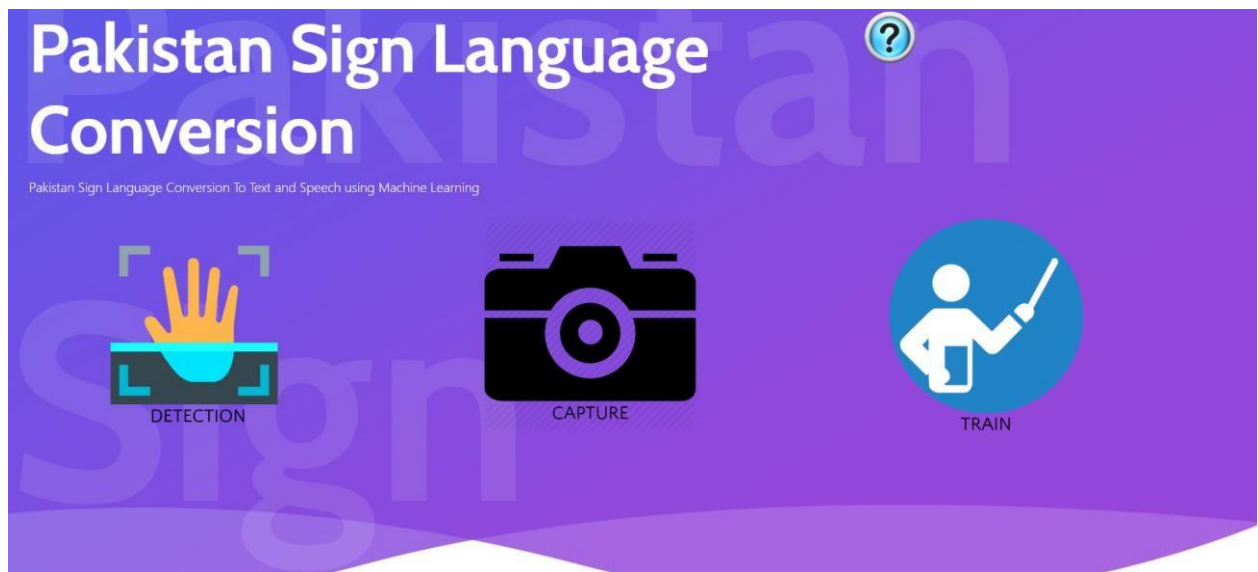 Pakistan Sign Language
Conversion
?
Pakistan Sign Language Conversion To Text and Speech using Machine Learning
DETECTION
CAPTURE
TRAIN
Pakistan
Sign